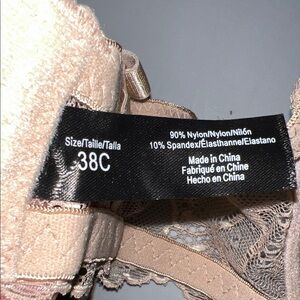 Size/Taille/Talla
38C
90% Nylon/Nylon/Nilón
10% Spandex/Élasthanne/Elastano
Made in China
Fabriqué en Chine
Hecho en China